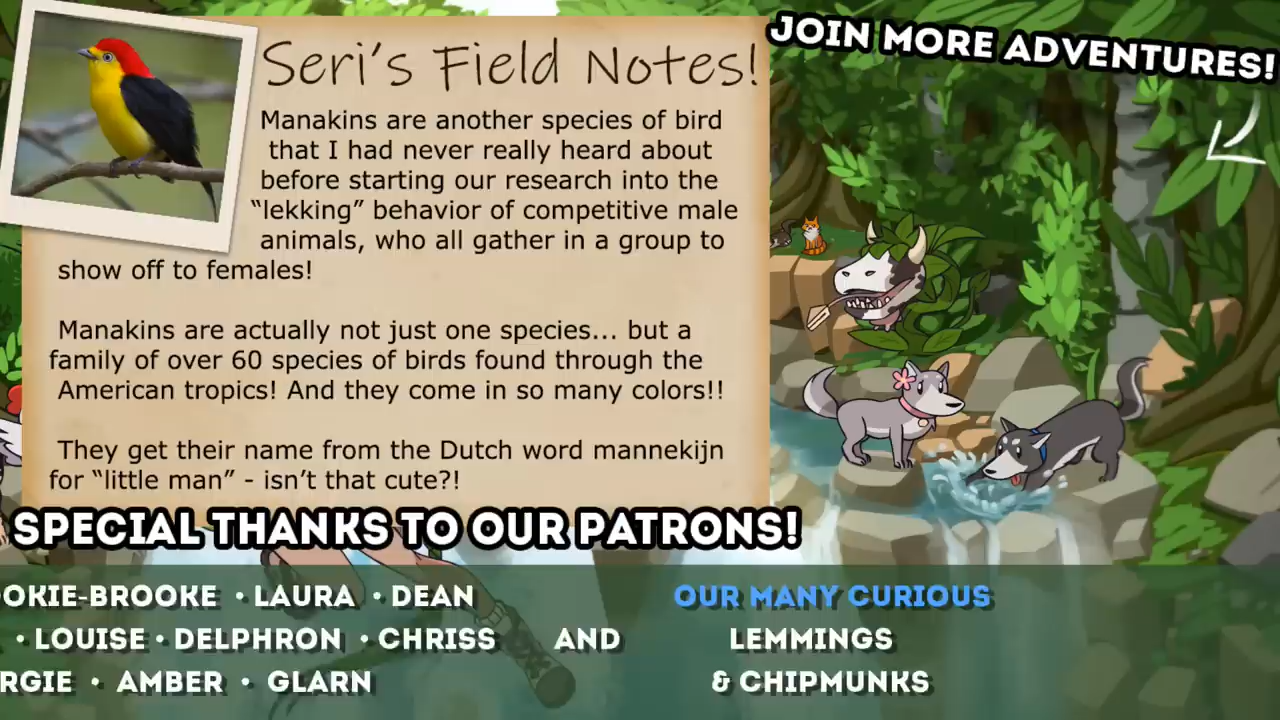 Seri's Field Notes!
JOIN MORE ADVENTURES!
Manakins are another species of bird
that I had never really heard about
before starting our research into the
“lekking” behavior of competitive male
animals, who all gather in a group to
show off to females!
Manakins are actually not just one species... but a
family of over 60 species of birds found through the
American tropics! And they come in so many colors!!
They get their name from the Dutch word mannekijn
for “little man” - isn’t that cute?!
SPECIAL THANKS TO OUR PATRONS!
OKIE-BROOKE • LAURA • DEAN OUR MANY CURIOUS
• LOUISE • DELPHRON • CHRISS AND LEMMINGS
RGIE • AMBER • GLARN & CHIPMUNKS